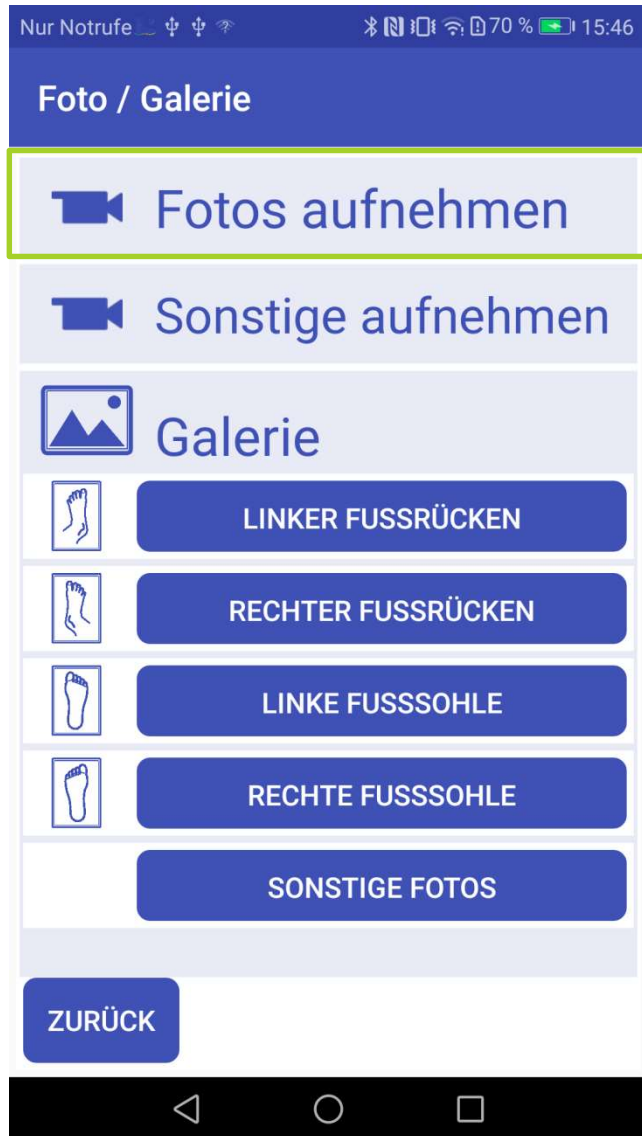 Nur Notrufe 70 % 15:46
Foto / Galerie
Fotos aufnehmen
Sonstige aufnehmen
Galerie
LINKER FUSSRÜCKEN
RECHTER FUSSRÜCKEN
LINKE FUSSSOHLE
RECHTE FUSSSOHLE
SONSTIGE FOTOS
ZURÜCK